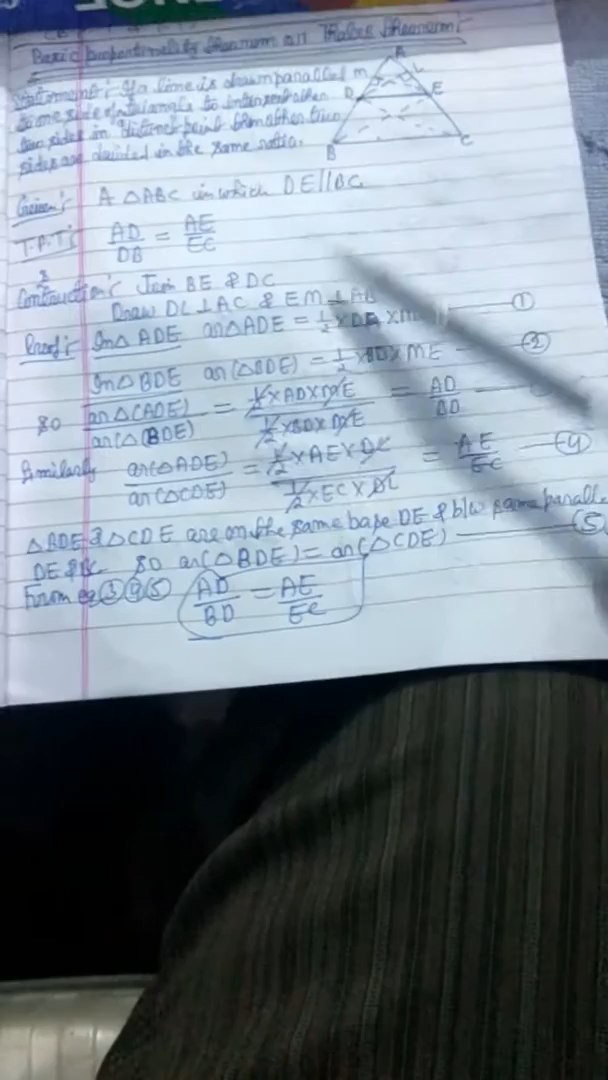 Basic proportionality theorem or Thales theorem:
Statement: If a line is drawn parallel
to one side of triangle to intersect other
two sides in distinct point then other two
sides are divided in the same ratio.
A
M L
D E
B C
Given: A △ABC in which DE||BC
T.P.T: AD/DB = AE/EC
Join BE & DC
Draw DL⊥AC & EM⊥AD
Proof: In△ ADE ar△ADE = 1/2 × ①
In△BDE ar(△BDE) = 1/2 × BD × ME ②
so ar△(ADE)/ar△(BDE) = 1/2×AD×ME/1/2×BD×ME = AD/BD
Similarly ar(△ADE)/ar(△CDE) = 1/2×AE×DL/1/2×EC×DL = AE/EC ④
△BDE & △CDE are on the same base DE & b/w same
DE & BC so ar(△BDE) = ar(△CDE) ⑤
From eq ③ ④ ⑤ AD/BD = AE/EC